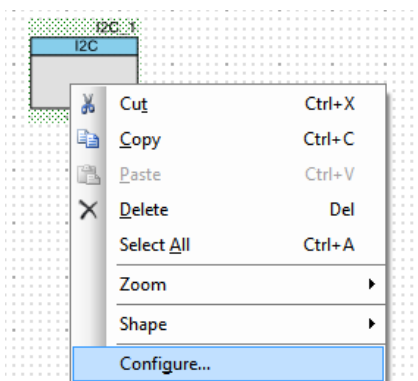 I2C_1
I2C
Cut Ctrl+X
Copy Ctrl+C
Paste Ctrl+V
Delete Del
Select All Ctrl+A
Zoom
Shape
Configure...